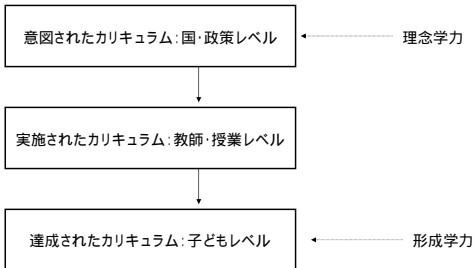 意図されたカリキュラム：国・政策レベル
理念学力
実施されたカリキュラム：教師・授業レベル
達成されたカリキュラム：子どもレベル
形成学力